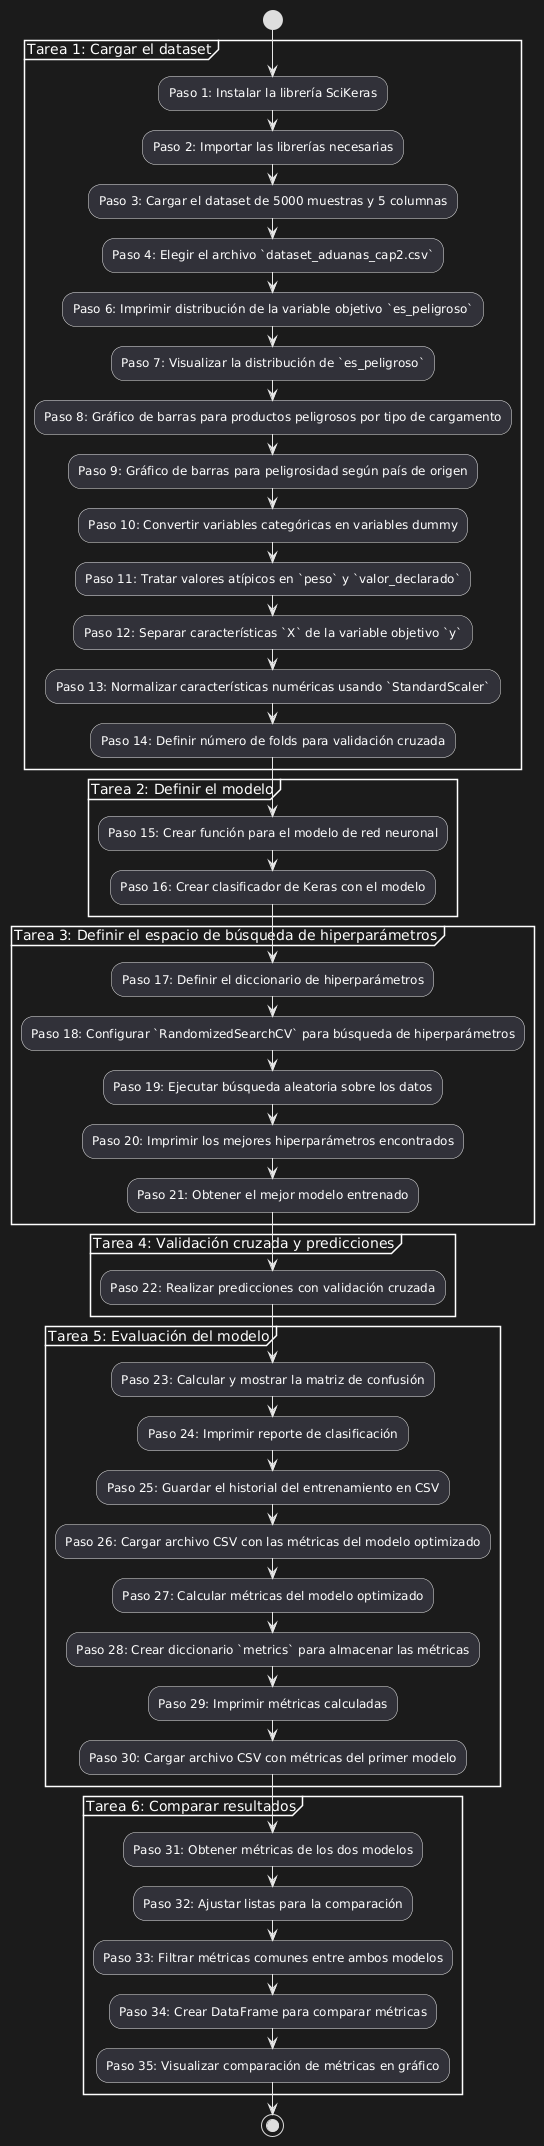 Tarea 1: Cargar el dataset
Paso 1: Instalar la librería SciKeras
Paso 2: Importar las librerías necesarias
Paso 3: Cargar el dataset de 5000 muestras y 5 columnas
Paso 4: Elegir el archivo `dataset_aduanas_cap2.csv`
Paso 6: Imprimir distribución de la variable objetivo `es_peligroso`
Paso 7: Visualizar la distribución de `es_peligroso`
Paso 8: Gráfico de barras para productos peligrosos por tipo de cargamento
Paso 9: Gráfico de barras para peligrosidad según país de origen
Paso 10: Convertir variables categóricas en variables dummy
Paso 11: Tratar valores atípicos en `peso` y `valor_declarado`
Paso 12: Separar características `X` de la variable objetivo `y`
Paso 13: Normalizar características numéricas usando `StandardScaler`
Paso 14: Definir número de folds para validación cruzada
Tarea 2: Definir el modelo
Paso 15: Crear función para el modelo de red neuronal
Paso 16: Crear clasificador de Keras con el modelo
Tarea 3: Definir el espacio de búsqueda de hiperparámetros
Paso 17: Definir el diccionario de hiperparámetros
Paso 18: Configurar `RandomizedSearchCV` para búsqueda de hiperparámetros
Paso 19: Ejecutar búsqueda aleatoria sobre los datos
Paso 20: Imprimir los mejores hiperparámetros encontrados
Paso 21: Obtener el mejor modelo entrenado
Tarea 4: Validación cruzada y predicciones
Paso 22: Realizar predicciones con validación cruzada
Tarea 5: Evaluación del modelo
Paso 23: Calcular y mostrar la matriz de confusión
Paso 24: Imprimir reporte de clasificación
Paso 25: Guardar el historial del entrenamiento en CSV
Paso 26: Cargar archivo CSV con las métricas del modelo optimizado
Paso 27: Calcular métricas del modelo optimizado
Paso 28: Crear diccionario `metrics` para almacenar las métricas
Paso 29: Imprimir métricas calculadas
Paso 30: Cargar archivo CSV con métricas del primer modelo
Tarea 6: Comparar resultados
Paso 31: Obtener métricas de los dos modelos
Paso 32: Ajustar listas para la comparación
Paso 33: Filtrar métricas comunes entre ambos modelos
Paso 34: Crear DataFrame para comparar métricas
Paso 35: Visualizar comparación de métricas en gráfico